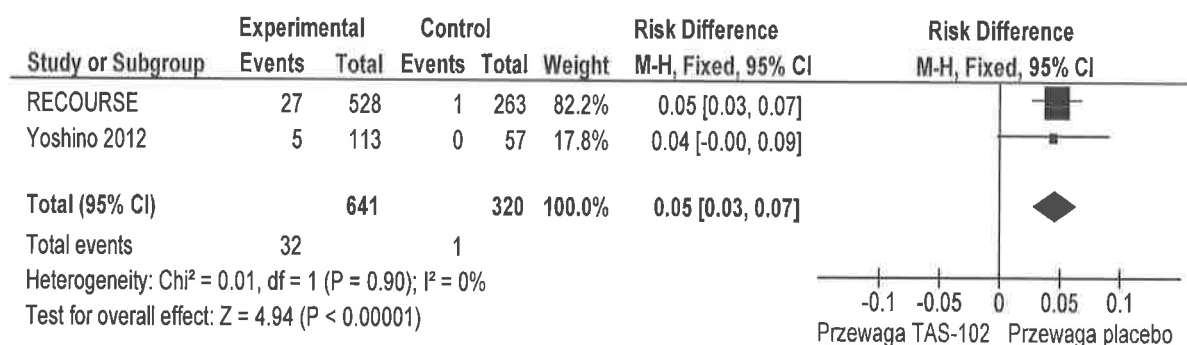 Experimental Control Risk Difference Risk Difference
Study or Subgroup Events Total Events Total Weight M-H, Fixed, 95% CI M-H, Fixed, 95% CI
RECOURSE 27 528 1 263 82.2% 0.05 [0.03, 0.07]
Yoshino 2012 5 113 0 57 17.8% 0.04 [-0.00, 0.09]
Total (95% CI) 641 320 100.0% 0.05 [0.03, 0.07]
Total events 32 1
Heterogeneity: Chi² = 0.01, df = 1 (P = 0.90); I² = 0%
Test for overall effect: Z = 4.94 (P < 0.00001)
-0.1 -0.05 0 0.05 0.1
Przewaga TAS-102 Przewaga placebo